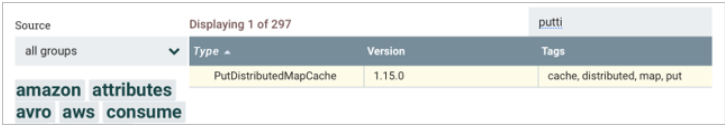 Source
Displaying 1 of 297
putti
all groups
Type Version Tags
PutDistributedMapCache 1.15.0 cache, distributed, map, put
amazon attributes
avro aws consume